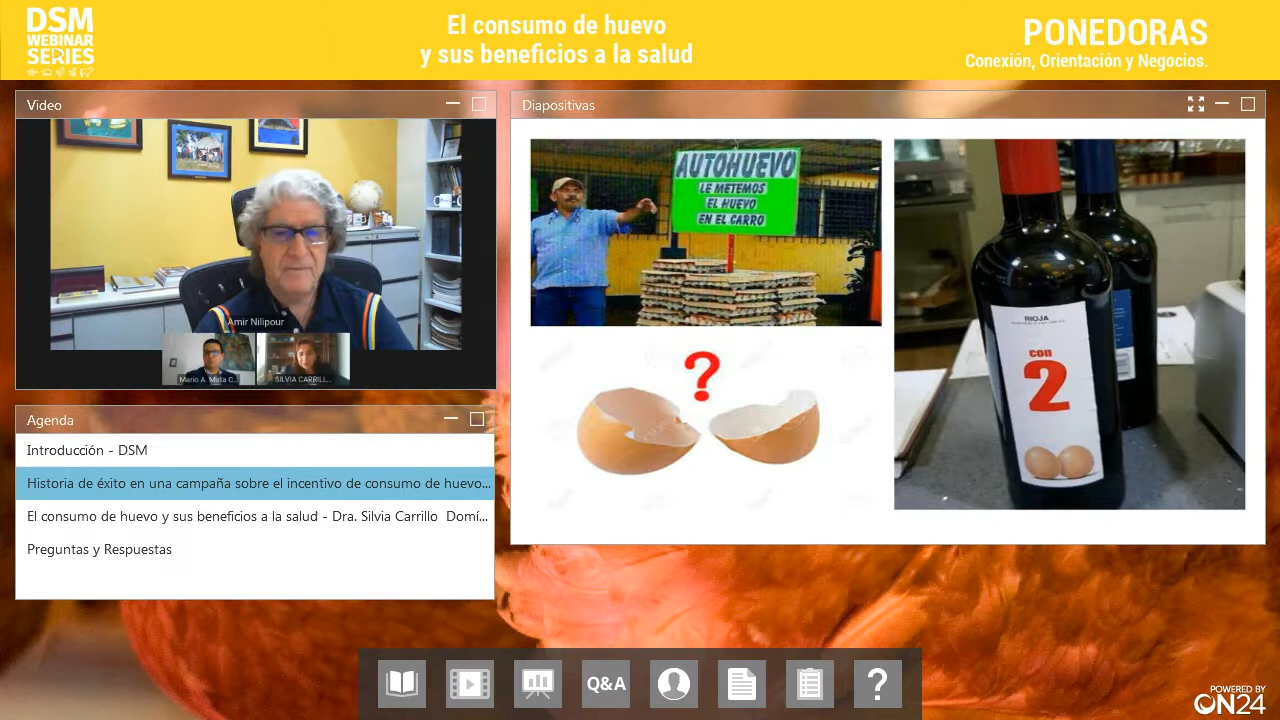 DSM
WEBINAR
SERIES
El consumo de huevo
y sus beneficios a la salud
PONEDORAS
Conexión, Orientación y Negocios.
Video
Amir Nilipour
Mario A. Mata C...
SILVIA CARRILL...
Agenda
Introducción - DSM
Historia de éxito en una campaña sobre el incentivo de consumo de huevo...
El consumo de huevo y sus beneficios a la salud - Dra. Silvia Carrillo Domí...
Preguntas y Respuestas
Diapositivas
AUTOHUEVO
LE METEMOS
EL HUEVO
EN EL CARRO
?
RIOJA
con
2
Q&A
?
POWERED BY
ON24